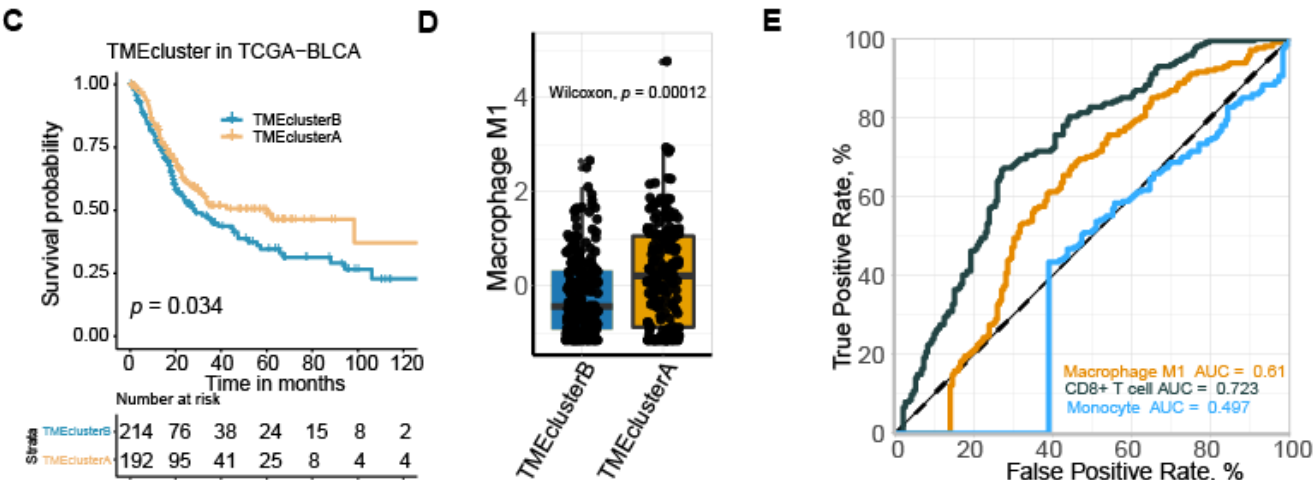 C
TMEcluster in TCGA−BLCA
Survival probability
1.00
0.75
0.50
0.25
0.00
TMEclusterB
TMEclusterA
p = 0.034
0 20 40 60 80 100 120
Time in months
Number at risk
Strata
TMEclusterB 214 76 38 24 15 8 2
TMEclusterA 192 95 41 25 8 4 4
D
Macrophage M1
4
2
0
Wilcoxon, p = 0.00012
TMEclusterB
TMEclusterA
E
True Positive Rate, %
100
80
60
40
20
0
Macrophage M1 AUC = 0.61
CD8+ T cell AUC = 0.723
Monocyte AUC = 0.497
0 20 40 60 80 100
False Positive Rate, %